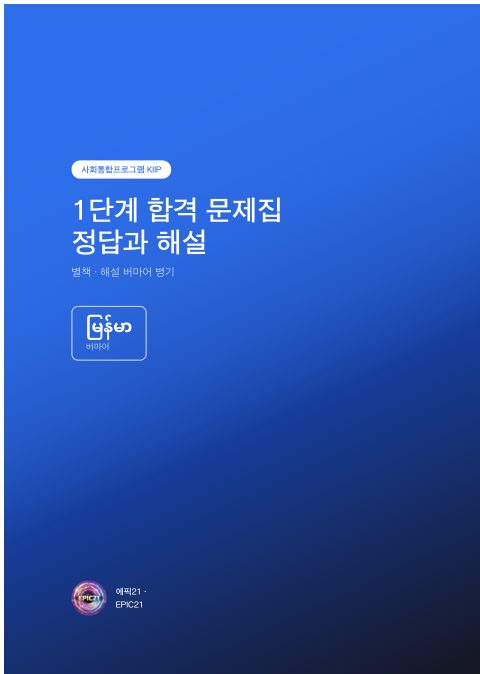 사회통합프로그램 KIIP
1단계 합격 문제집
정답과 해설
별책 · 해설 버마어 병기
မြန်မာ
버마어
EPIC21
에픽21 ·
EPIC21